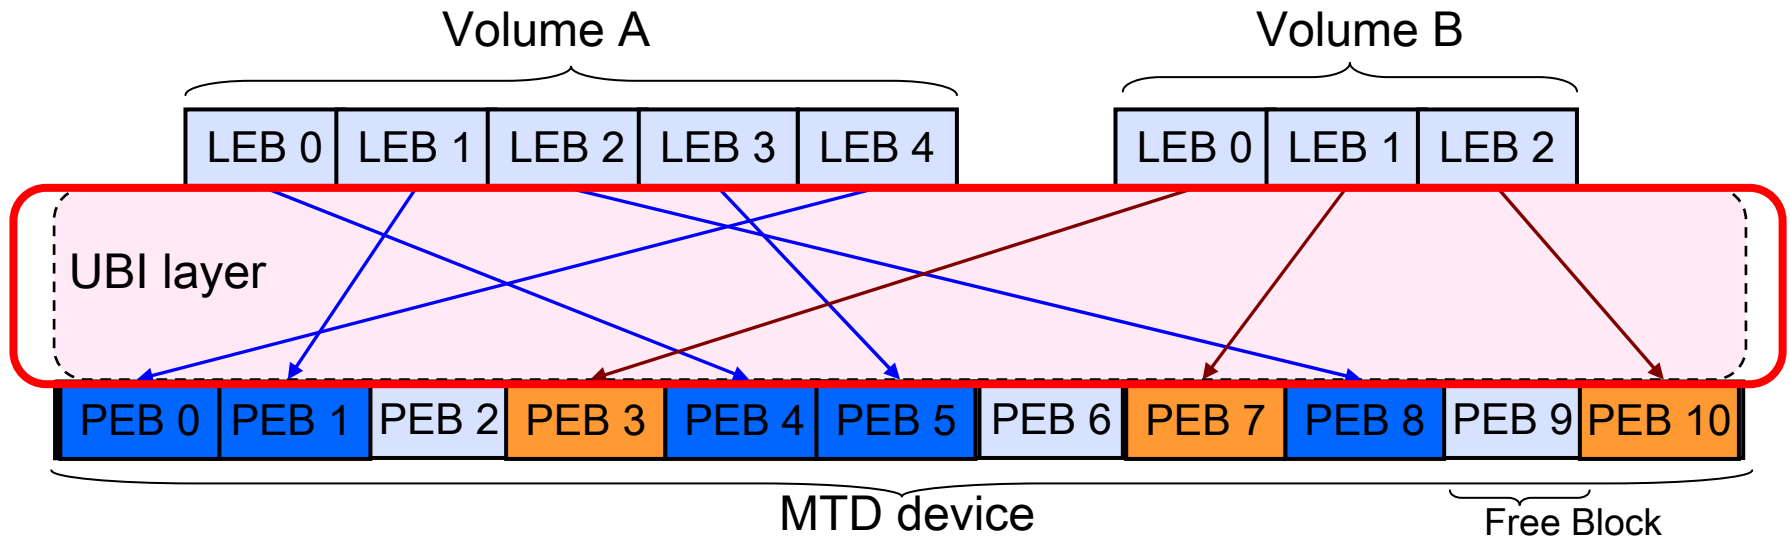 Volume A Volume B
LEB 0 LEB 1 LEB 2 LEB 3 LEB 4 LEB 0 LEB 1 LEB 2
UBI layer
PEB 0 PEB 1 PEB 2 PEB 3 PEB 4 PEB 5 PEB 6 PEB 7 PEB 8 PEB 9 PEB 10
MTD device Free Block